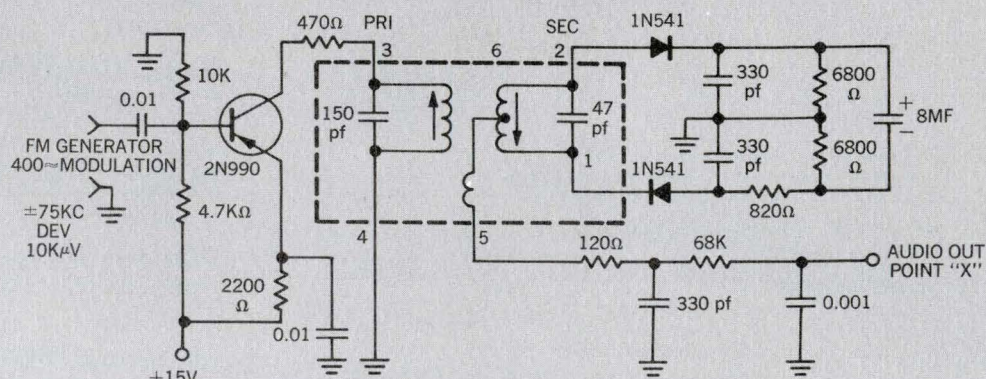 470Ω
PRI
SEC
1N541
3
6
2
10K
0.01
150
pf
47
pf
330
pf
6800
Ω
+
8MF
−
FM GENERATOR
400≈MODULATION
2N990
1
1N541
330
pf
6800
Ω
±75KC
DEV
10KμV
4.7KΩ
820Ω
4
5
2200
Ω
120Ω
68K
AUDIO OUT
POINT "X"
0.01
330 pf
0.001
+15V